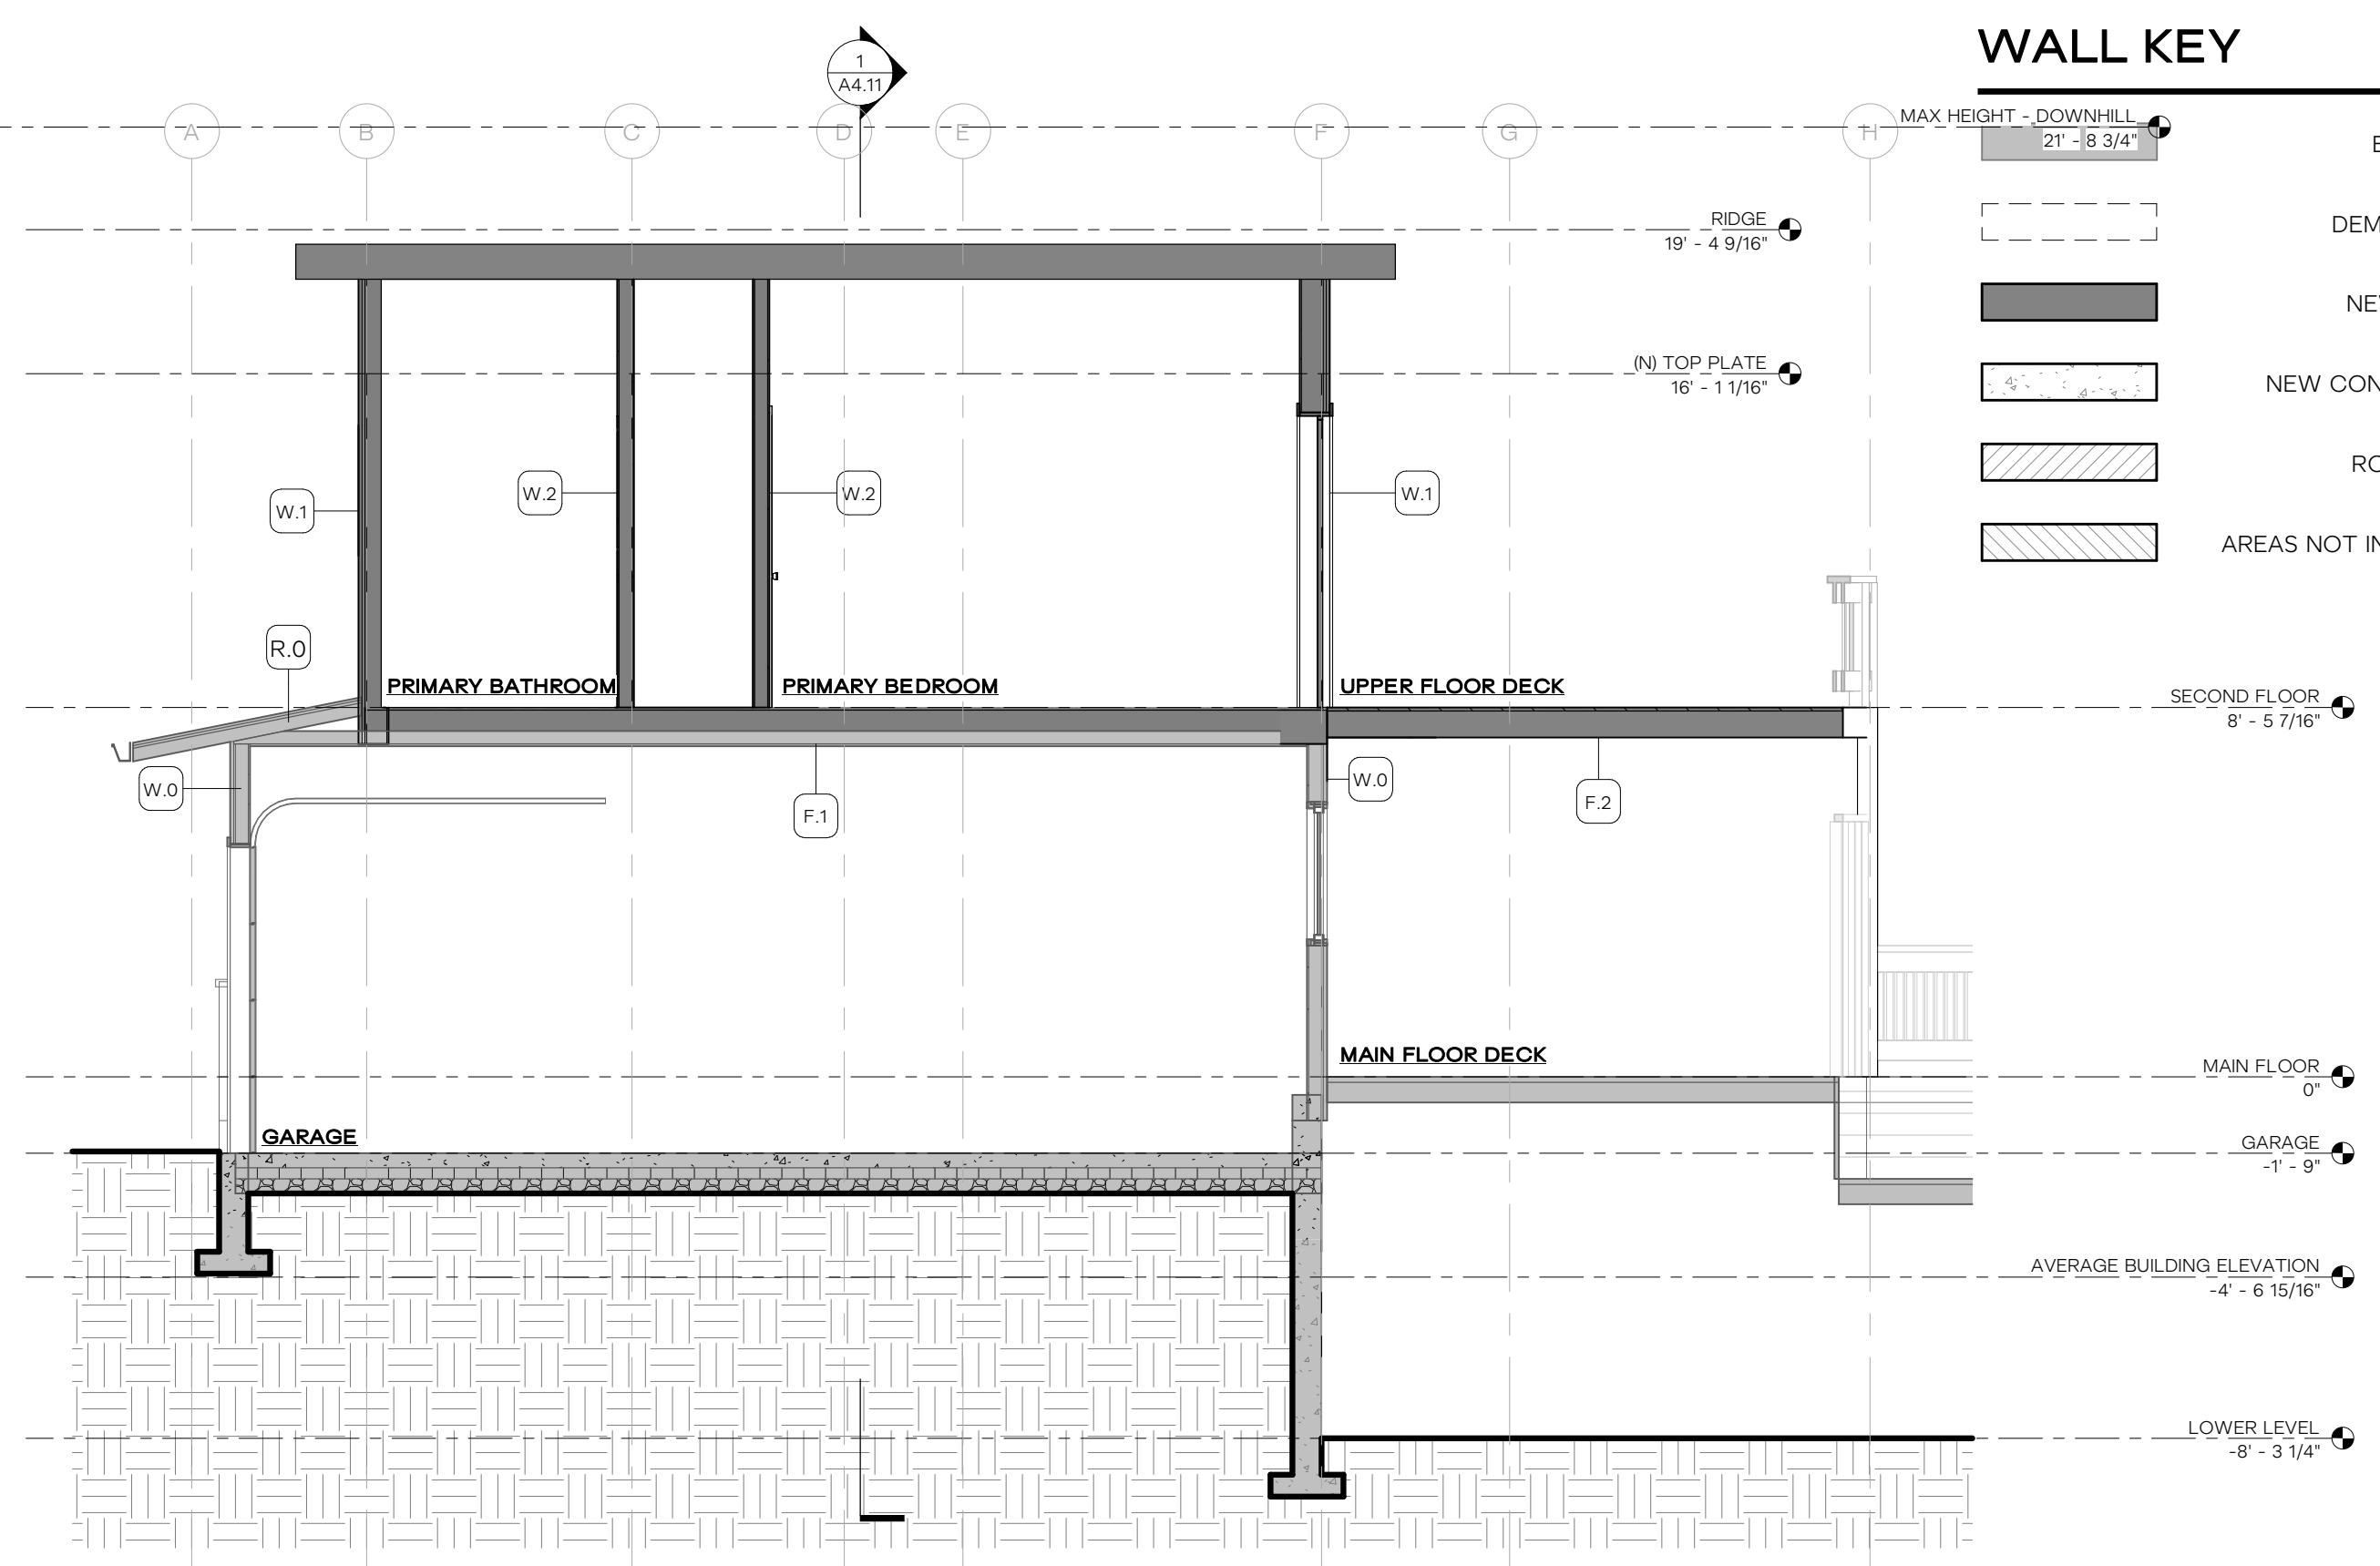 WALL KEY
1
A4.11
A
B
C
D
E
F
G
H
MAX HEIGHT - DOWNHILL
21' - 8 3/4"
RIDGE
19' - 4 9/16"
DEM
NEW CON
AREAS NOT IN
(N) TOP PLATE
16' - 1 1/16"
W.1
W.2
W.2
W.1
R.0
PRIMARY BATHROOM
PRIMARY BEDROOM
UPPER FLOOR DECK
SECOND FLOOR
8' - 5 7/16"
W.0
F.1
W.0
F.2
MAIN FLOOR DECK
MAIN FLOOR
0"
GARAGE
GARAGE
-1' - 9"
AVERAGE BUILDING ELEVATION
-4' - 6 15/16"
LOWER LEVEL
-8' - 3 1/4"